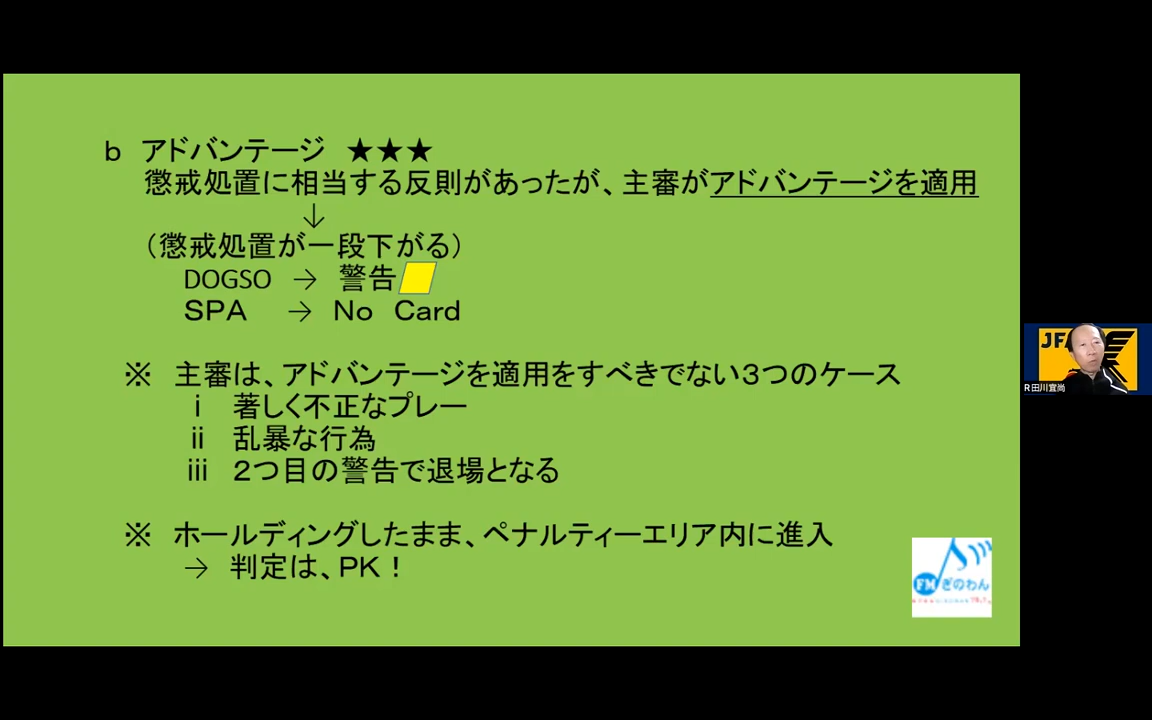 b アドバンテージ ★★★
懲戒処置に相当する反則があったが、主審がアドバンテージを適用
↓
（懲戒処置が一段下がる）
DOGSO → 警告
ＳＰＡ → Ｎｏ Ｃａｒｄ
※ 主審は、アドバンテージを適用をすべきでない３つのケース
ⅰ 著しく不正なプレー
ⅱ 乱暴な行為
ⅲ ２つ目の警告で退場となる
※ ホールディングしたまま、ペナルティーエリア内に進入
→ 判定は、ＰＫ！
FMぎのわん
JFA
R田川宜尚